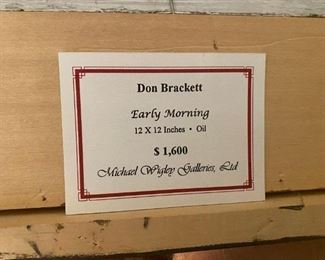 Don Brackett
Early Morning
12 X 12 Inches • Oil
$ 1,600
Michael Wigley Galleries, Ltd